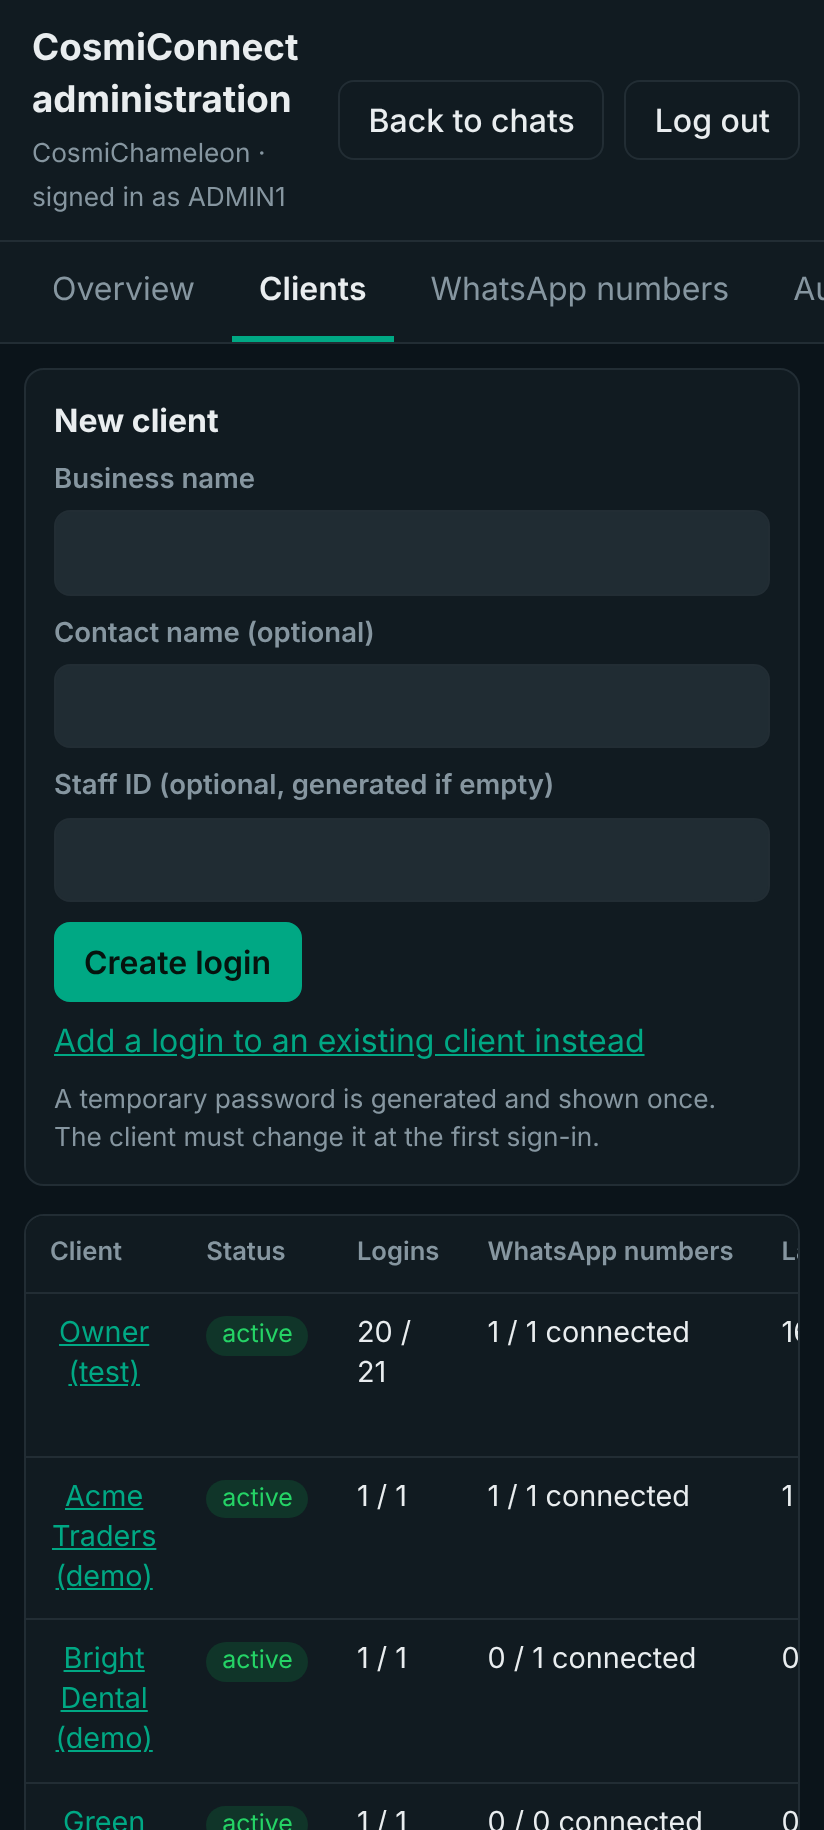 CosmiConnect
administration
CosmiChameleon ·
signed in as ADMIN1
Back to chats
Log out
Overview
Clients
WhatsApp numbers
New client
Business name
Contact name (optional)
Staff ID (optional, generated if empty)
Create login
Add a login to an existing client instead
A temporary password is generated and shown once.
The client must change it at the first sign-in.
Client Status Logins WhatsApp numbers
Owner active 20 / 1 / 1 connected
(test) 21
Acme active 1 / 1 1 / 1 connected 1
Traders
(demo)
Bright active 1 / 1 0 / 1 connected 0
Dental
(demo)
Green active 1 / 1 0 / 0 connected 0